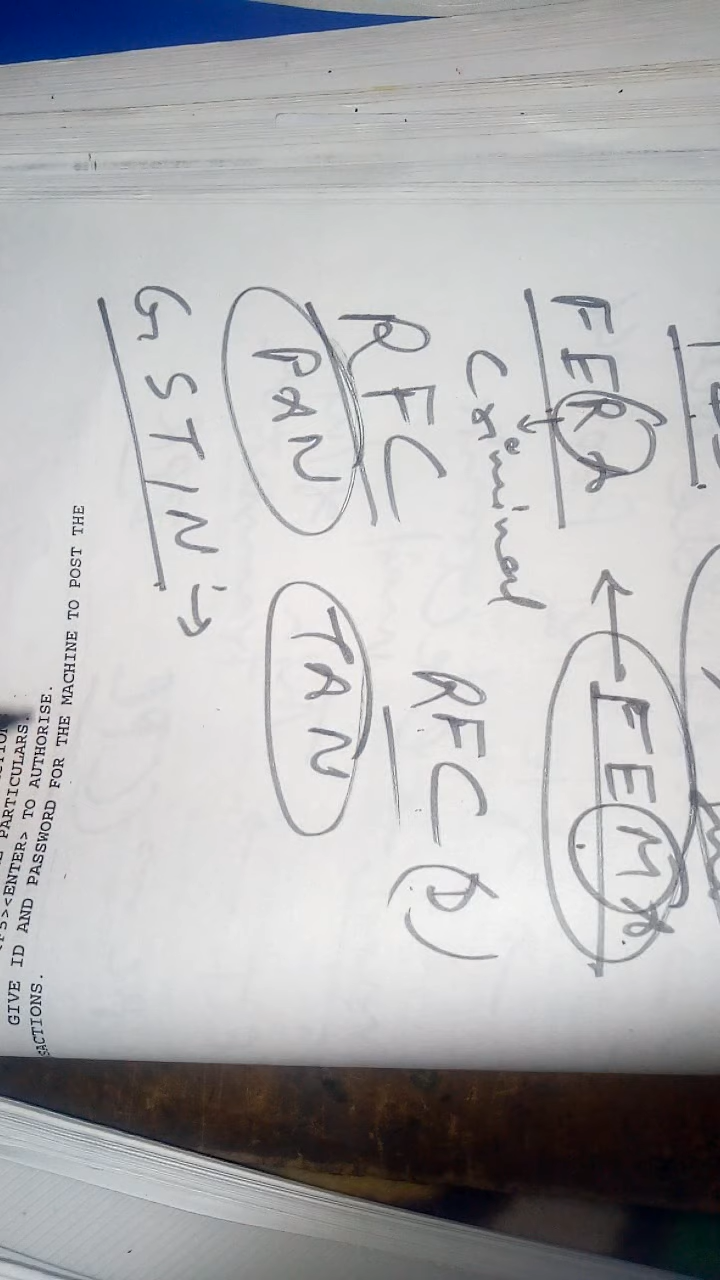 FERA ← FEMA
Criminal
RFC RFC(D)
PAN TAN
GSTIN →
PARTICULARS.
<ENTER> TO AUTHORISE.
GIVE ID AND PASSWORD FOR THE MACHINE TO POST THE
SACTIONS.